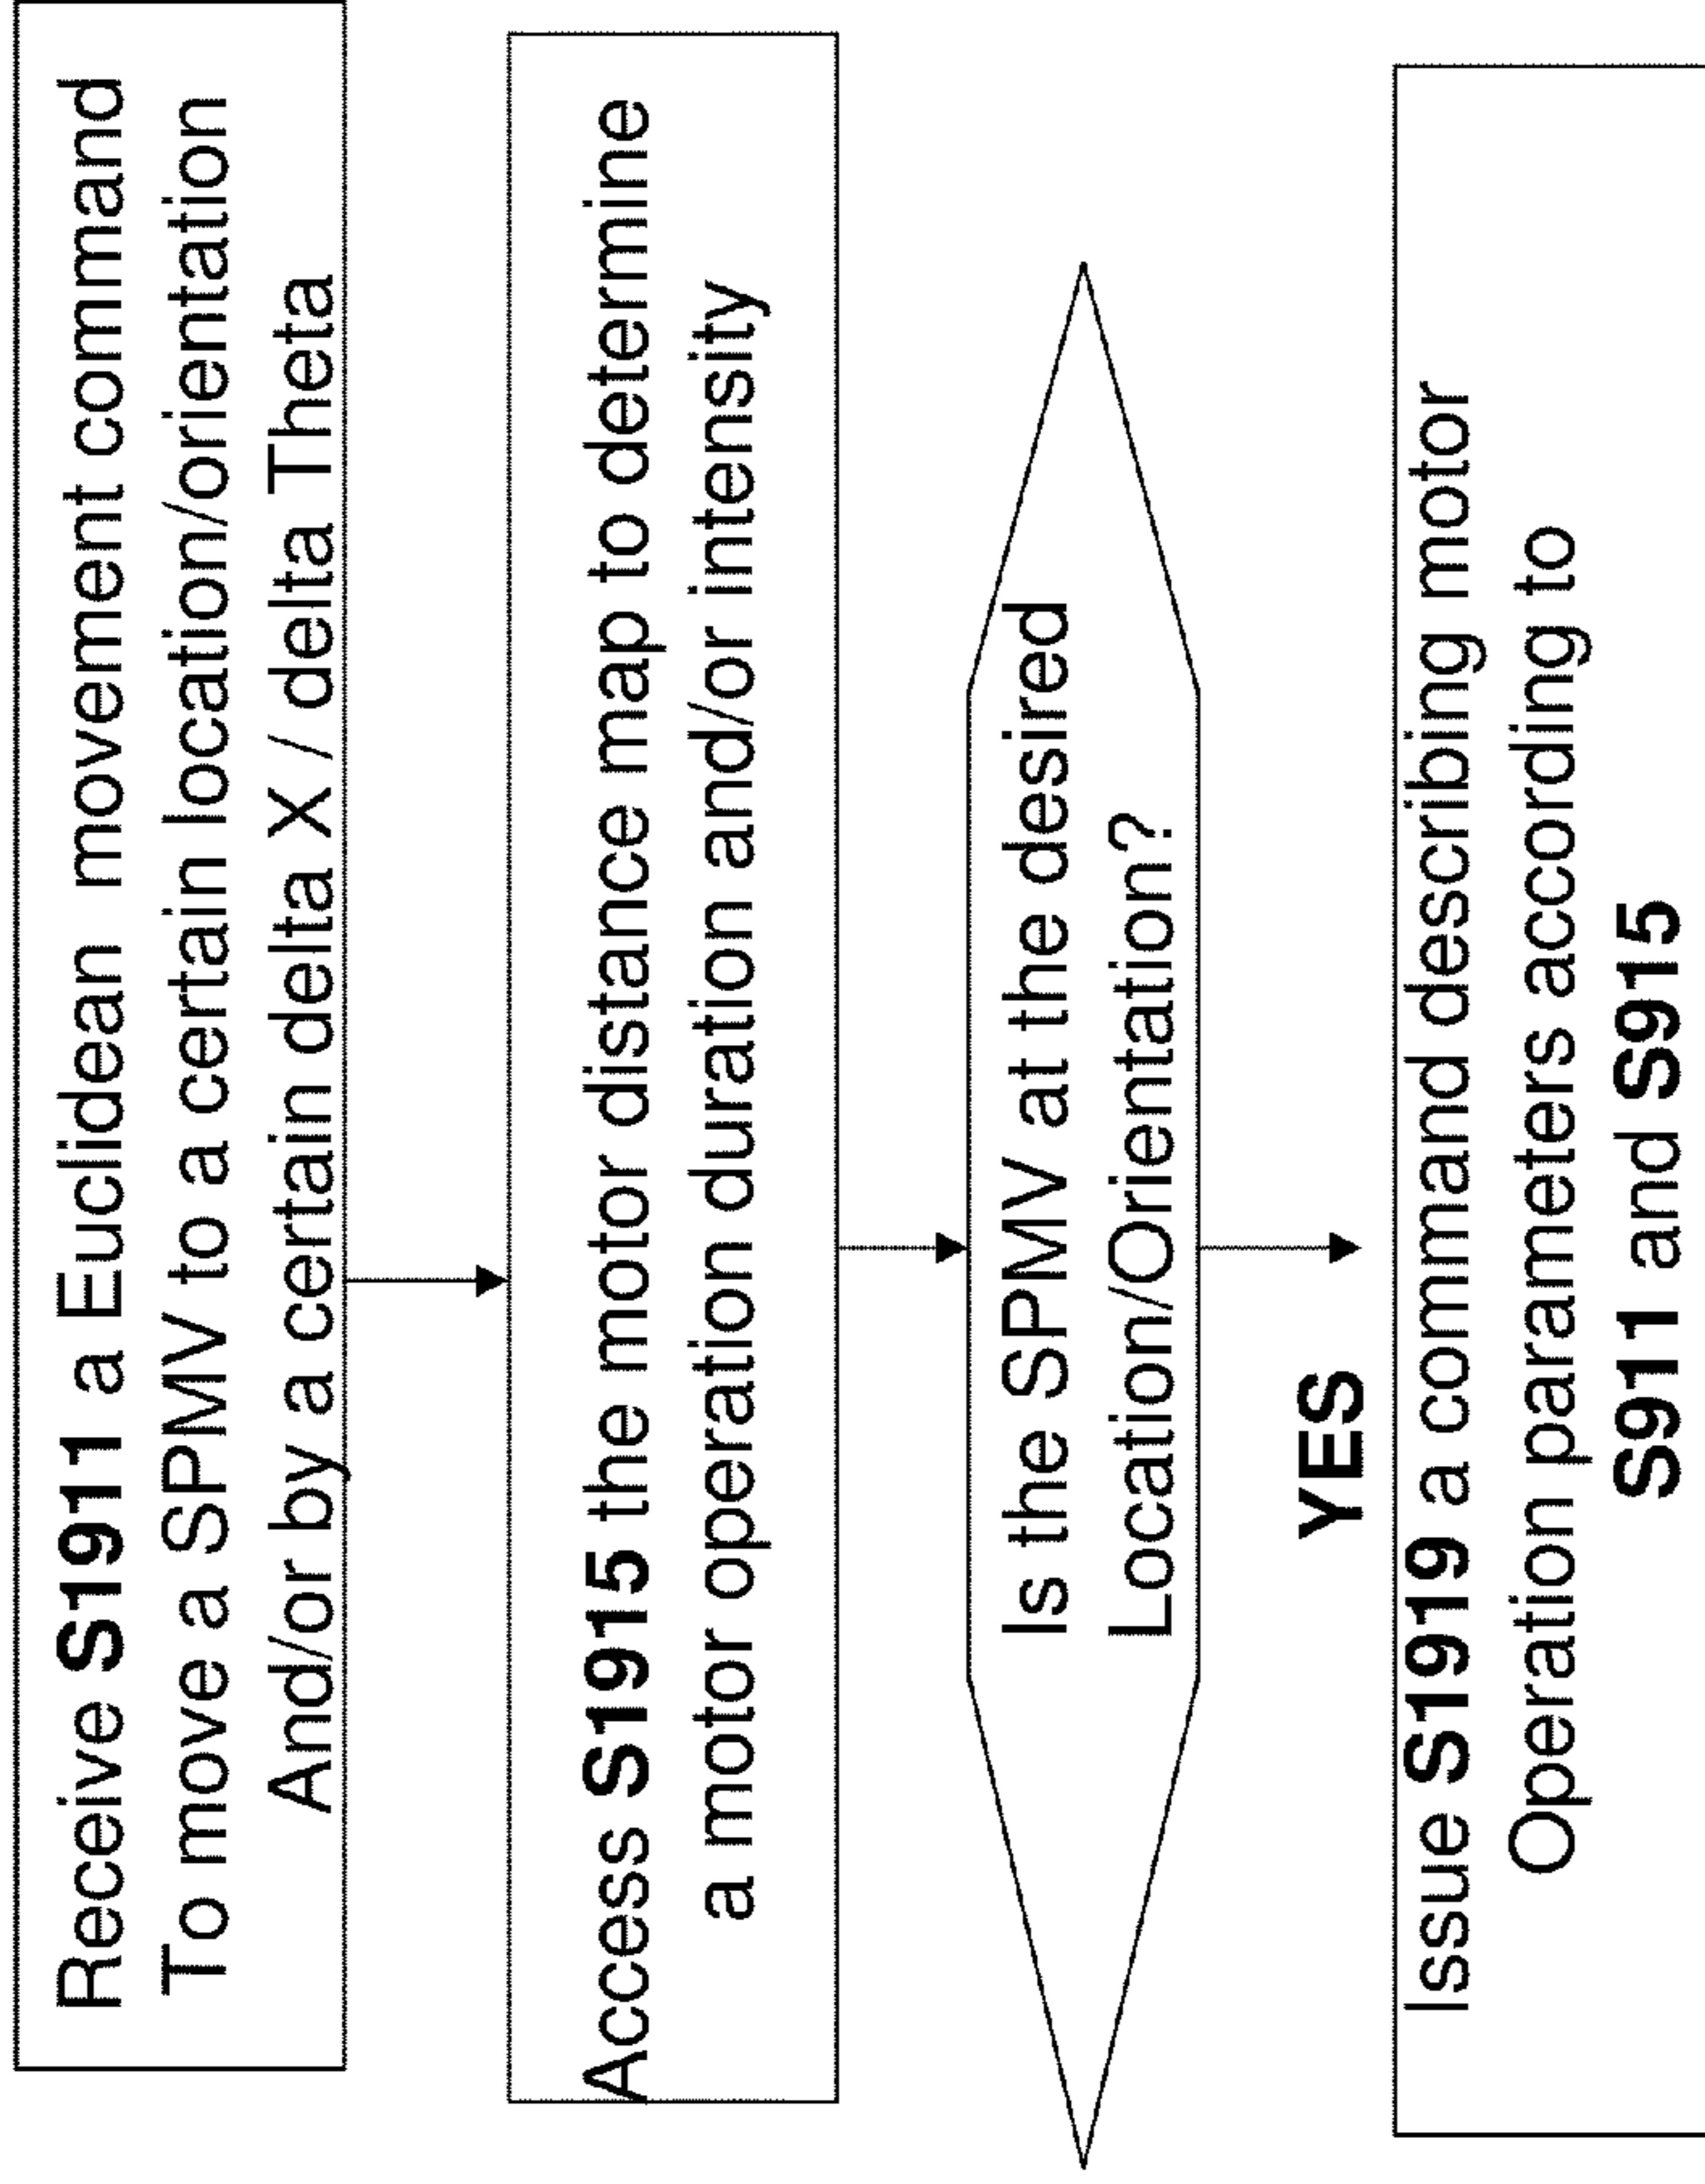 Receive S1911 a Euclidean movement command
To move a SPMV to a certain location/orientation
And/or by a certain delta X / delta Theta
Access S1915 the motor distance map to determine
a motor operation duration and/or intensity
Is the SPMV at the desired
Location/Orientation?
YES
Issue S1919 a command describing motor
Operation parameters according to
S911 and S915